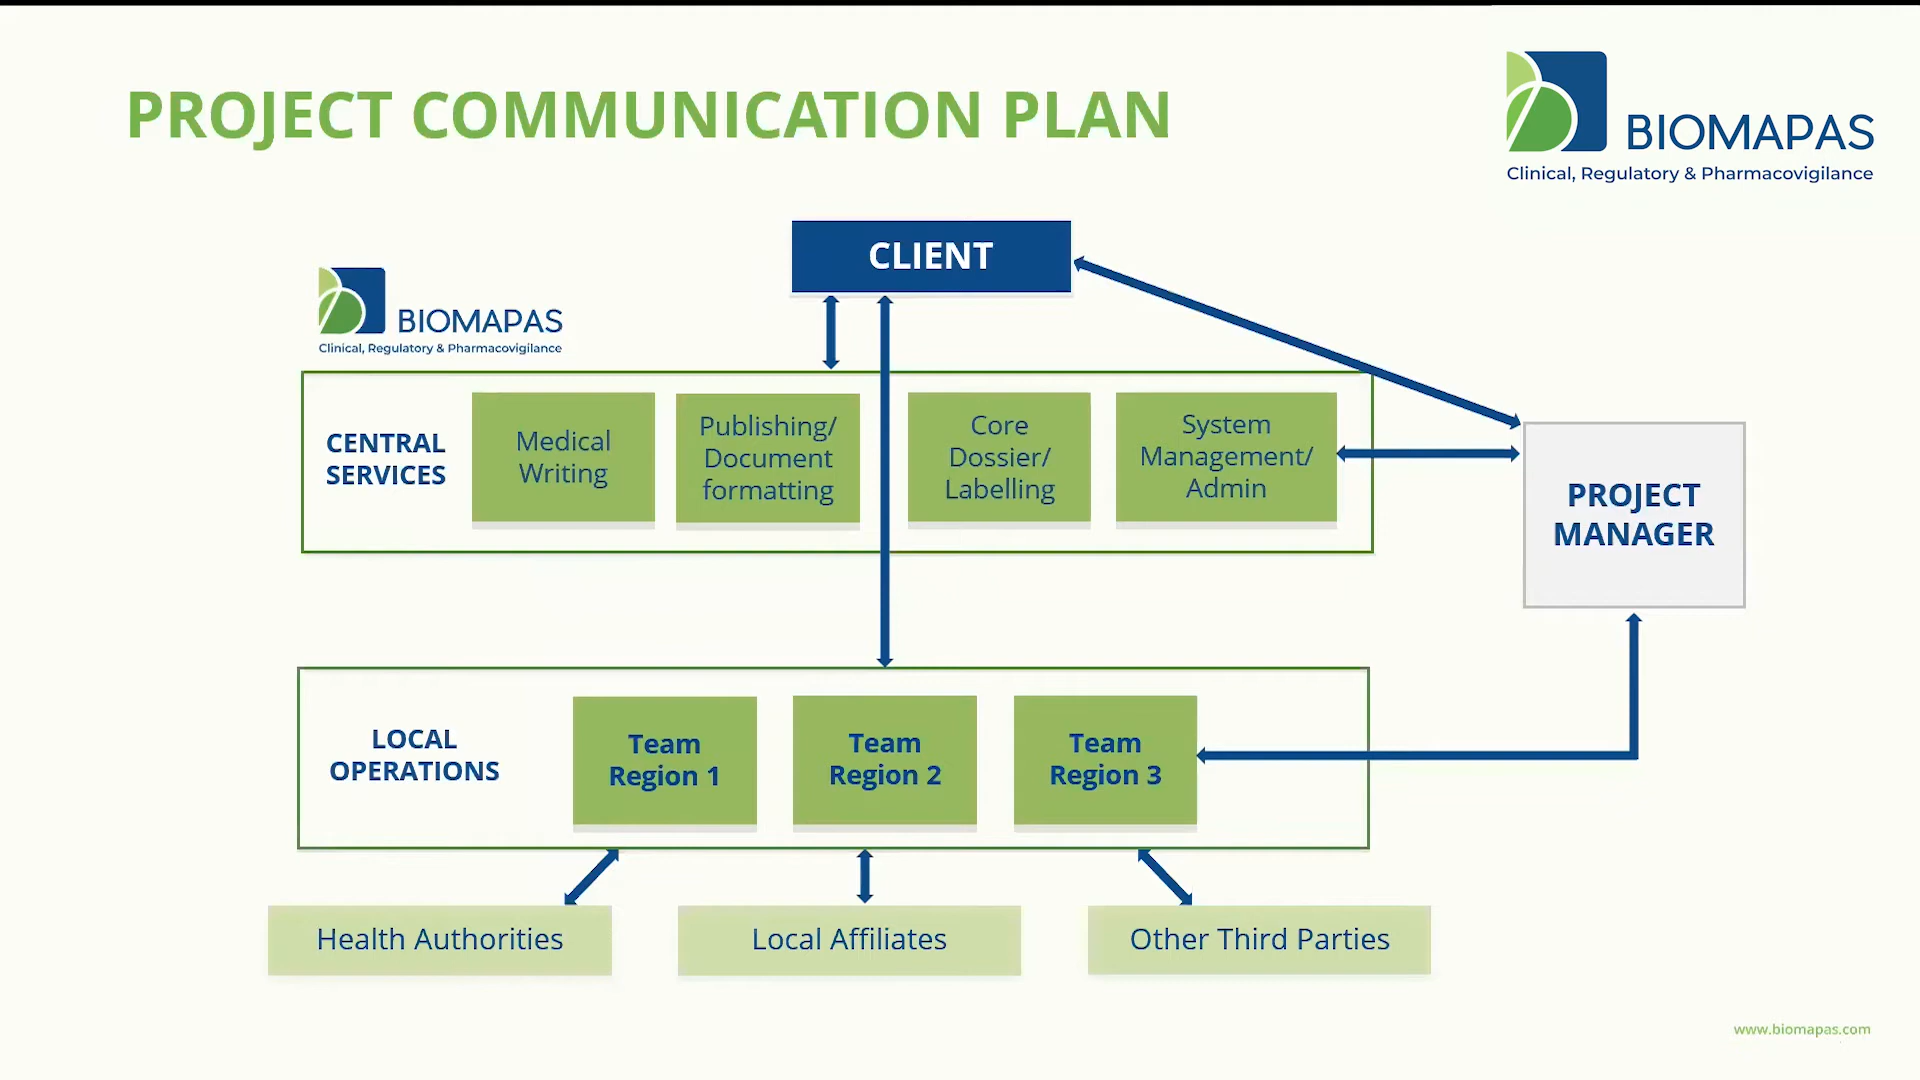 PROJECT COMMUNICATION PLAN
BIOMAPAS
Clinical, Regulatory & Pharmacovigilance
CLIENT
BIOMAPAS
Clinical, Regulatory & Pharmacovigilance
CENTRAL
SERVICES
Medical
Writing
Publishing/
Document
formatting
Core
Dossier/
Labelling
System
Management/
Admin
PROJECT
MANAGER
LOCAL
OPERATIONS
Team
Region 1
Team
Region 2
Team
Region 3
Health Authorities
Local Affiliates
Other Third Parties
www.biomapas.com